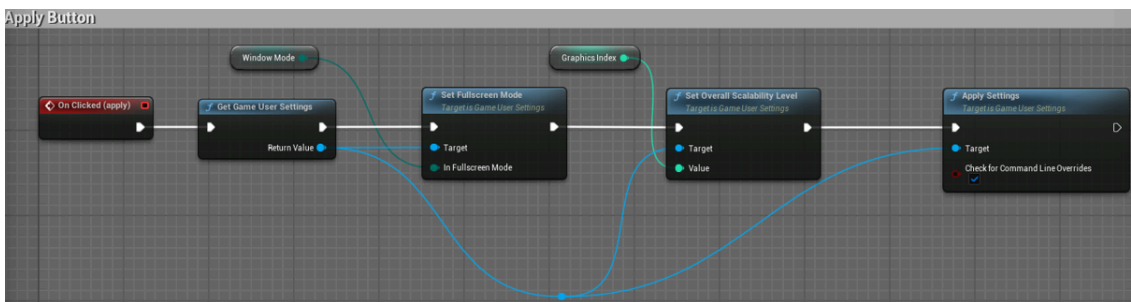 Apply Button
Window Mode
Graphics Index
On Clicked (apply)
f Get Game User Settings
Return Value
f Set Fullscreen Mode
Target is Game User Settings
Target
In Fullscreen Mode
f Set Overall Scalability Level
Target is Game User Settings
Target
Value
f Apply Settings
Target is Game User Settings
Target
Check for Command Line Overrides